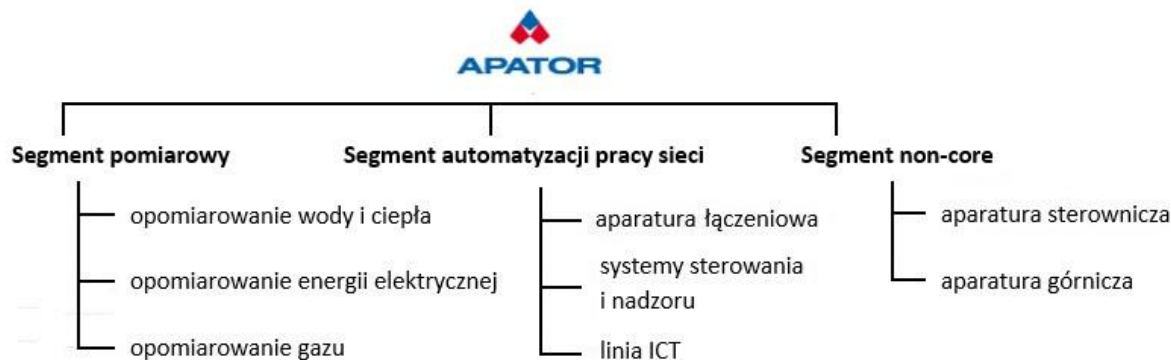 APATOR
Segment pomiarowy
opomiarowanie wody i ciepła
opomiarowanie energii elektrycznej
opomiarowanie gazu
Segment automatyzacji pracy sieci
aparatura łączeniowa
systemy sterowania
i nadzoru
linia ICT
Segment non-core
aparatura sterownicza
aparatura górnicza